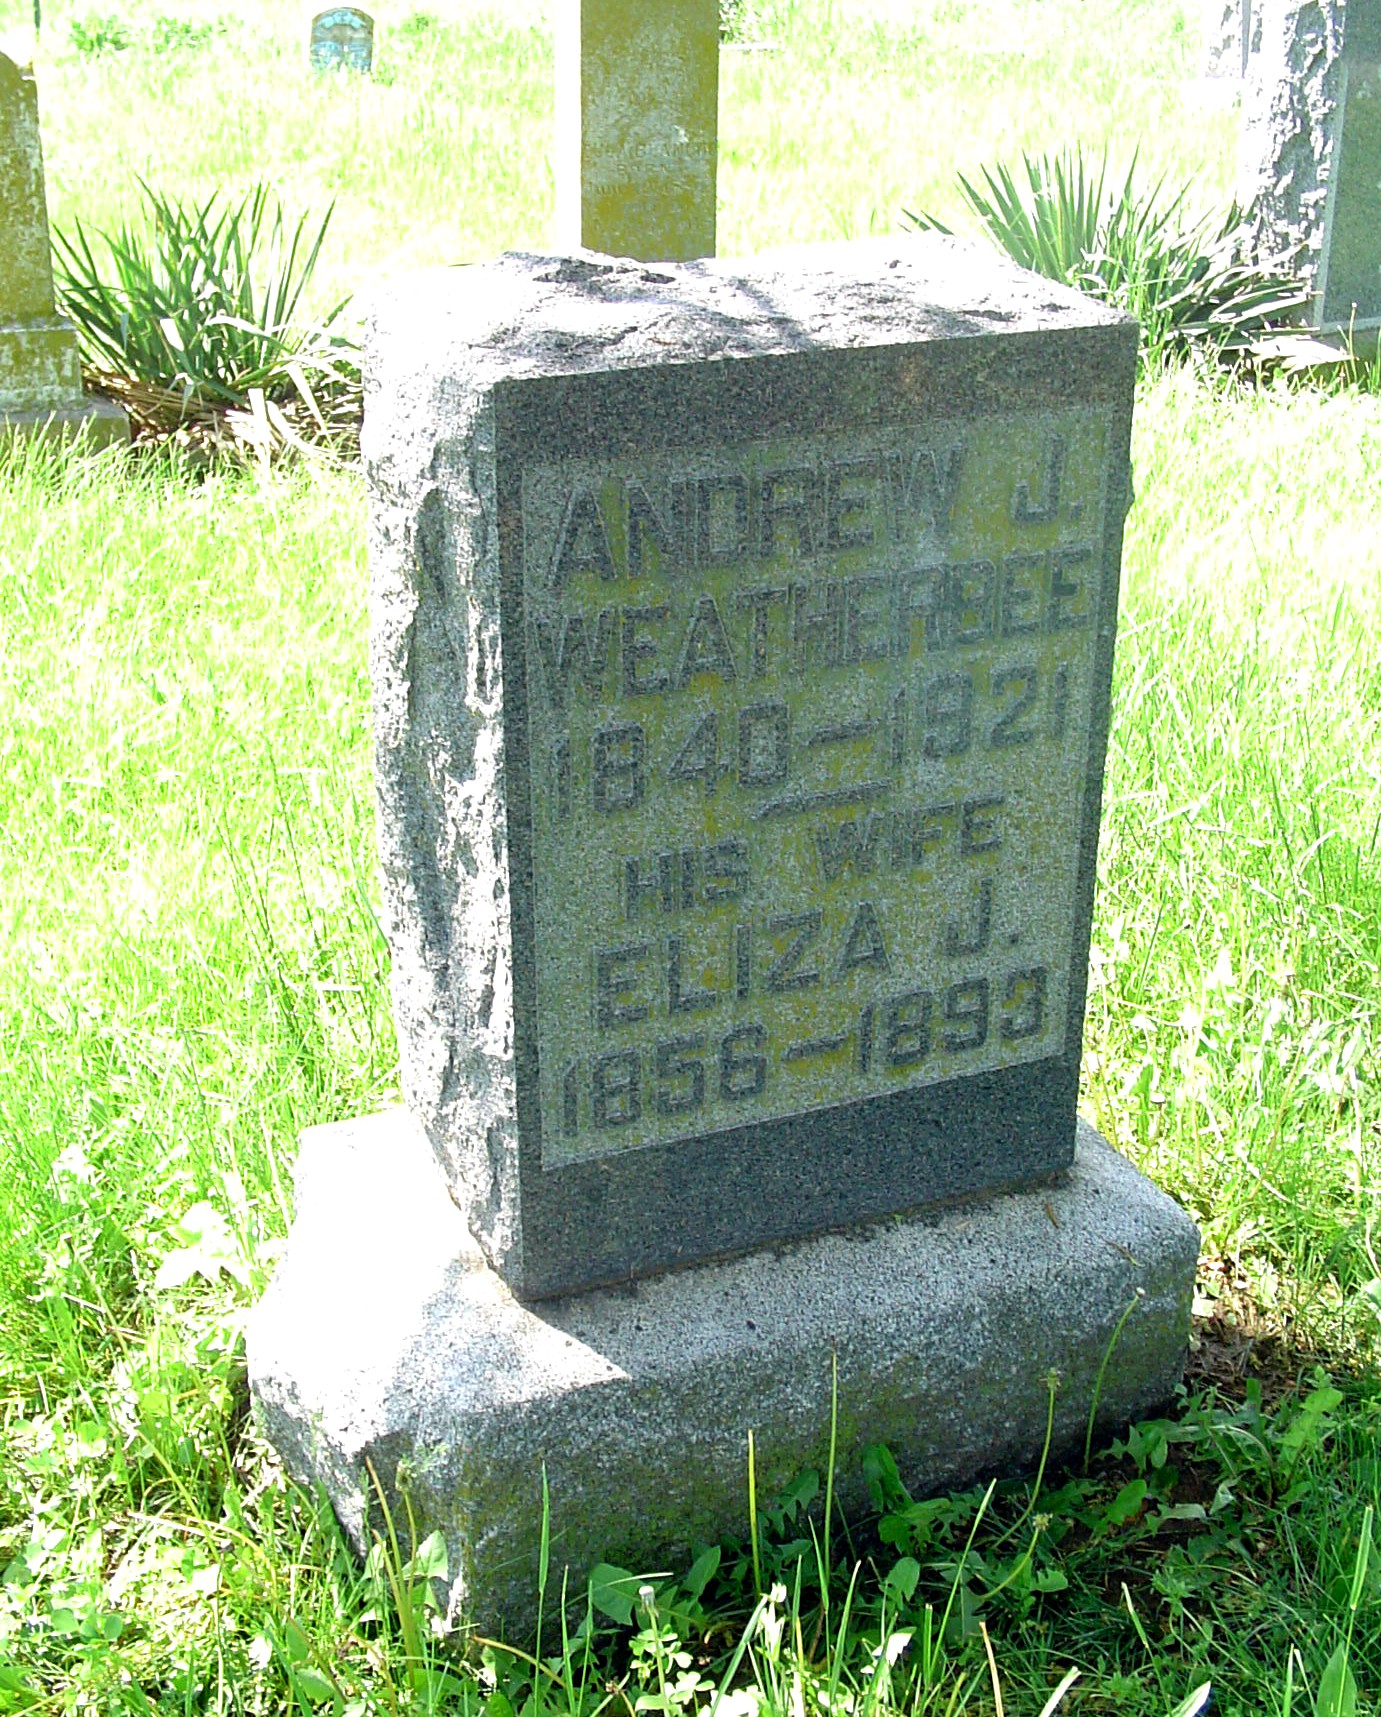 ANDREW J.
WEATHERBEE
1840—1921
HIS WIFE
ELIZA J.
1856—1893